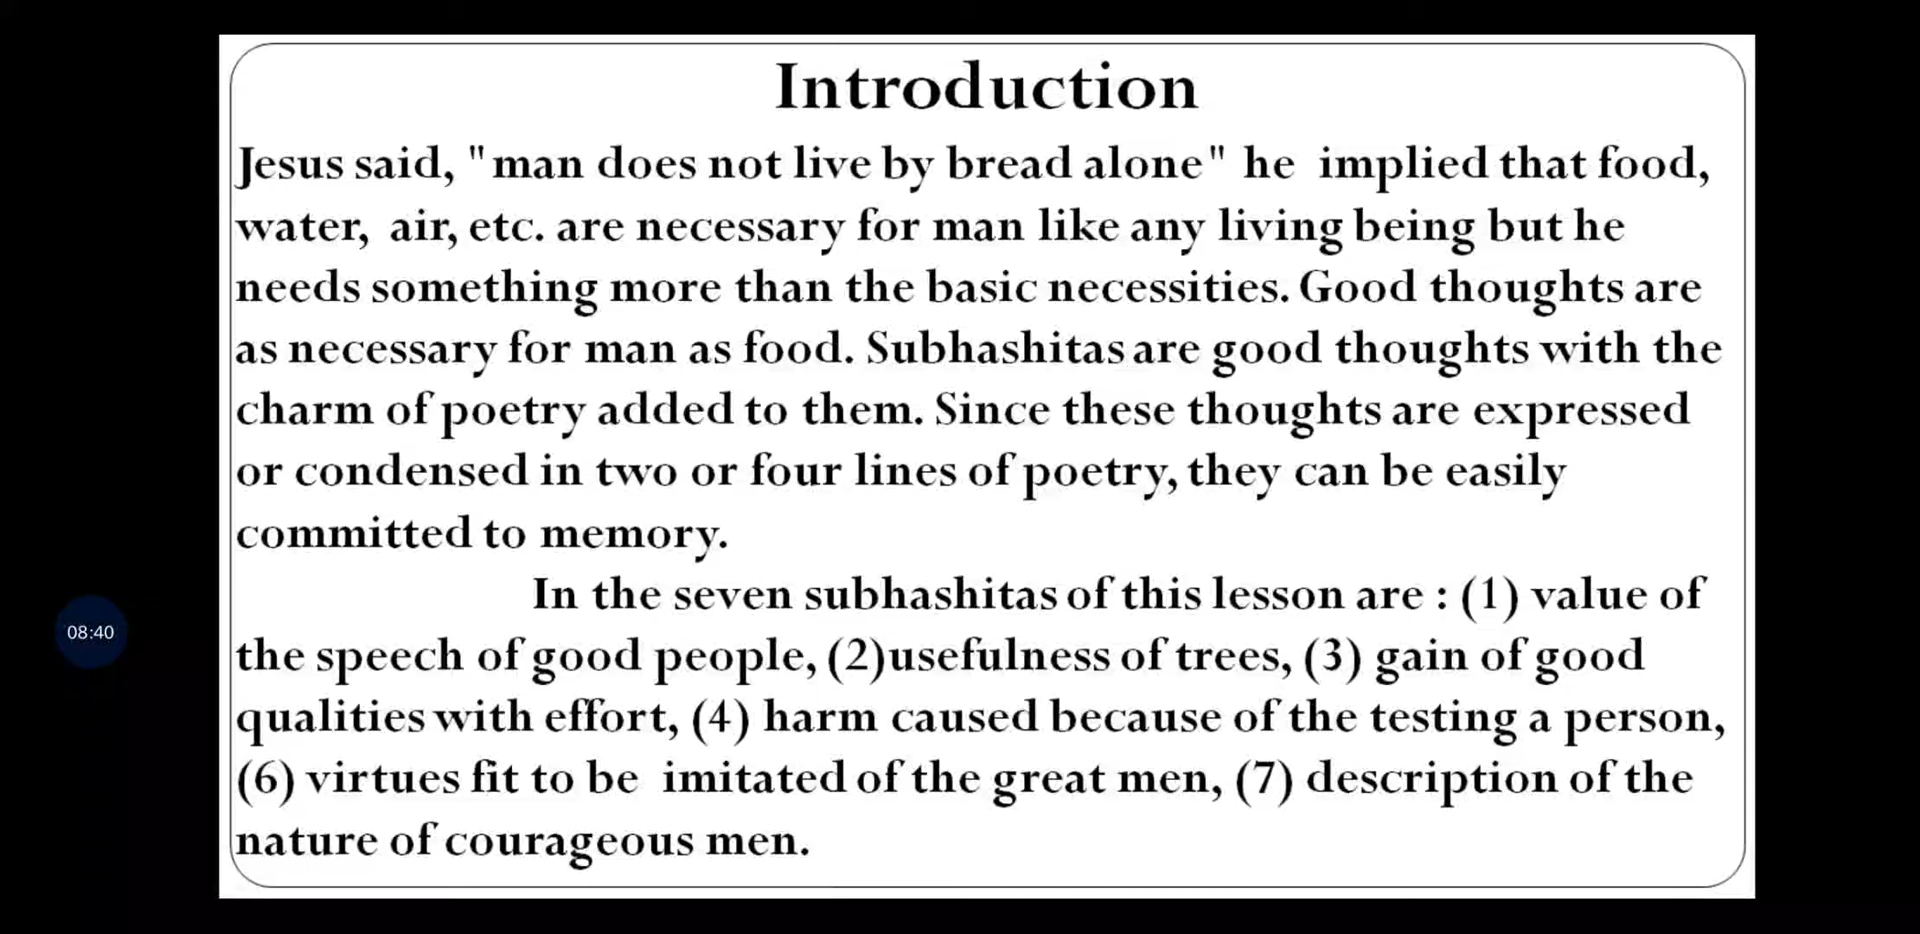 Introduction
Jesus said, "man does not live by bread alone" he implied that food,
water, air, etc. are necessary for man like any living being but he
needs something more than the basic necessities. Good thoughts are
as necessary for man as food. Subhashitas are good thoughts with the
charm of poetry added to them. Since these thoughts are expressed
or condensed in two or four lines of poetry, they can be easily
committed to memory.
In the seven subhashitas of this lesson are : (1) value of
the speech of good people, (2)usefulness of trees, (3) gain of good
qualities with effort, (4) harm caused because of the testing a person,
(6) virtues fit to be imitated of the great men, (7) description of the
nature of courageous men.
08:40